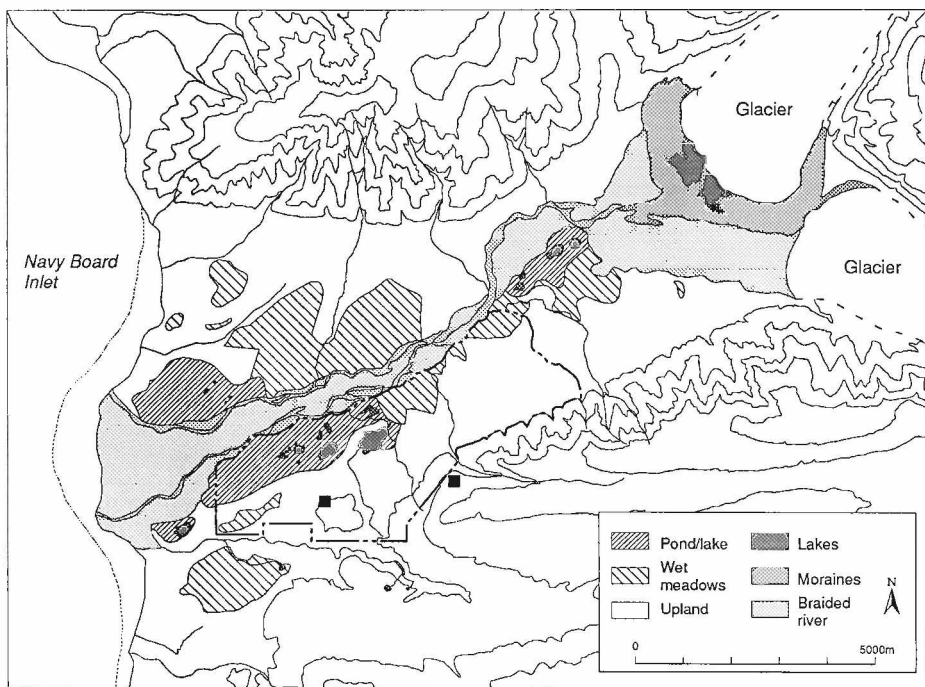 Glacier
Navy Board
Inlet
Glacier
Pond/lake
Lakes
Wet
meadows
Moraines
Upland
Braided
river
N
0
5000m